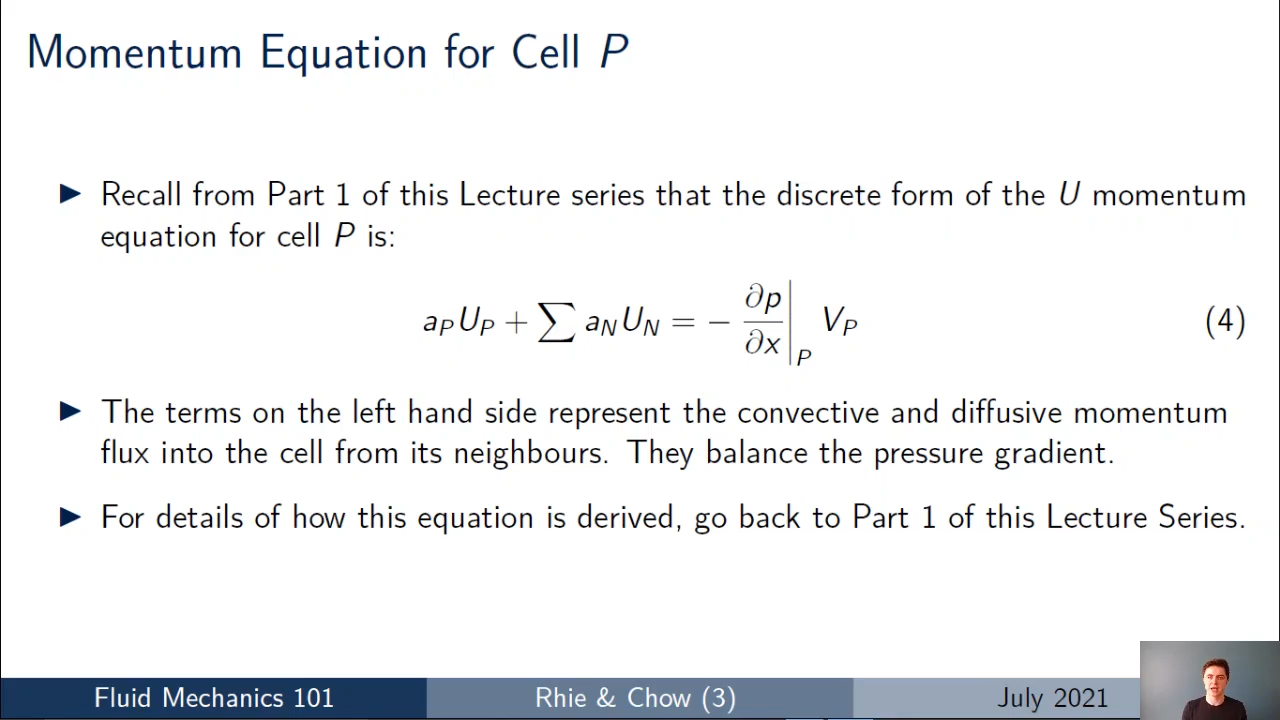 Momentum Equation for Cell P
▶ Recall from Part 1 of this Lecture series that the discrete form of the U momentum
equation for cell P is:
a_P U_P + ∑ a_N U_N = − ∂p/∂x |_P V_P (4)
▶ The terms on the left hand side represent the convective and diffusive momentum
flux into the cell from its neighbours. They balance the pressure gradient.
▶ For details of how this equation is derived, go back to Part 1 of this Lecture Series.
Fluid Mechanics 101 Rhie & Chow (3) July 2021